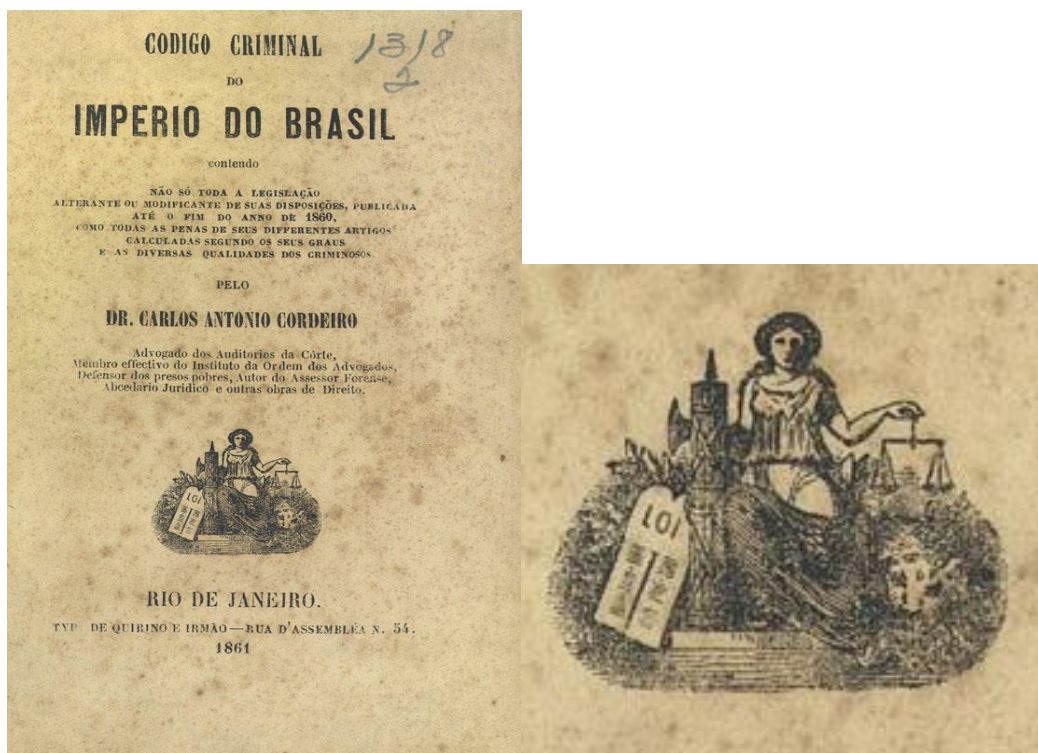 CODIGO CRIMINAL
1318
2
DO
IMPERIO DO BRASIL
contendo
NÃO SÓ TODA A LEGISLAÇÃO
ALTERANTE OU MODIFICANTE DE SUAS DISPOSIÇÕES, PUBLICADA
ATÉ O FIM DO ANNO DE 1860,
COMO TODAS AS PENAS DE SEUS DIFFERENTES ARTIGOS
CALCULADAS SEGUNDO OS SEUS GRAUS
E AS DIVERSAS QUALIDADES DOS CRIMINOSOS
PELO
DR. CARLOS ANTONIO CORDEIRO
Advogado dos Auditorios da Côrte,
Membro effectivo do Instituto da Ordem dos Advogados,
Defensor dos presos pobres, Autor do Assessor Forense,
Abcedario Juridico e outras obras de Direito.
LOI
RIO DE JANEIRO.
TYP DE QUIRINO E IRMÃO—RUA D'ASSEMBLÉA N. 54.
1861
LOI